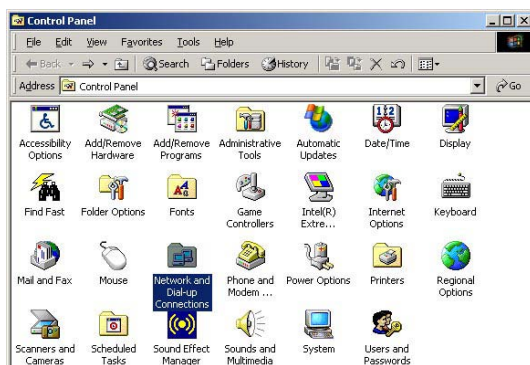 Control Panel
File Edit View Favorites Tools Help
Back Search Folders History
Address Control Panel Go
Accessibility Options
Add/Remove Hardware
Add/Remove Programs
Administrative Tools
Automatic Updates
Date/Time
Display
Find Fast
Folder Options
Fonts
Game Controllers
Intel(R) Extre...
Internet Options
Keyboard
Mail and Fax
Mouse
Network and Dial-up Connections
Phone and Modem ...
Power Options
Printers
Regional Options
Scanners and Cameras
Scheduled Tasks
Sound Effect Manager
Sounds and Multimedia
System
Users and Passwords